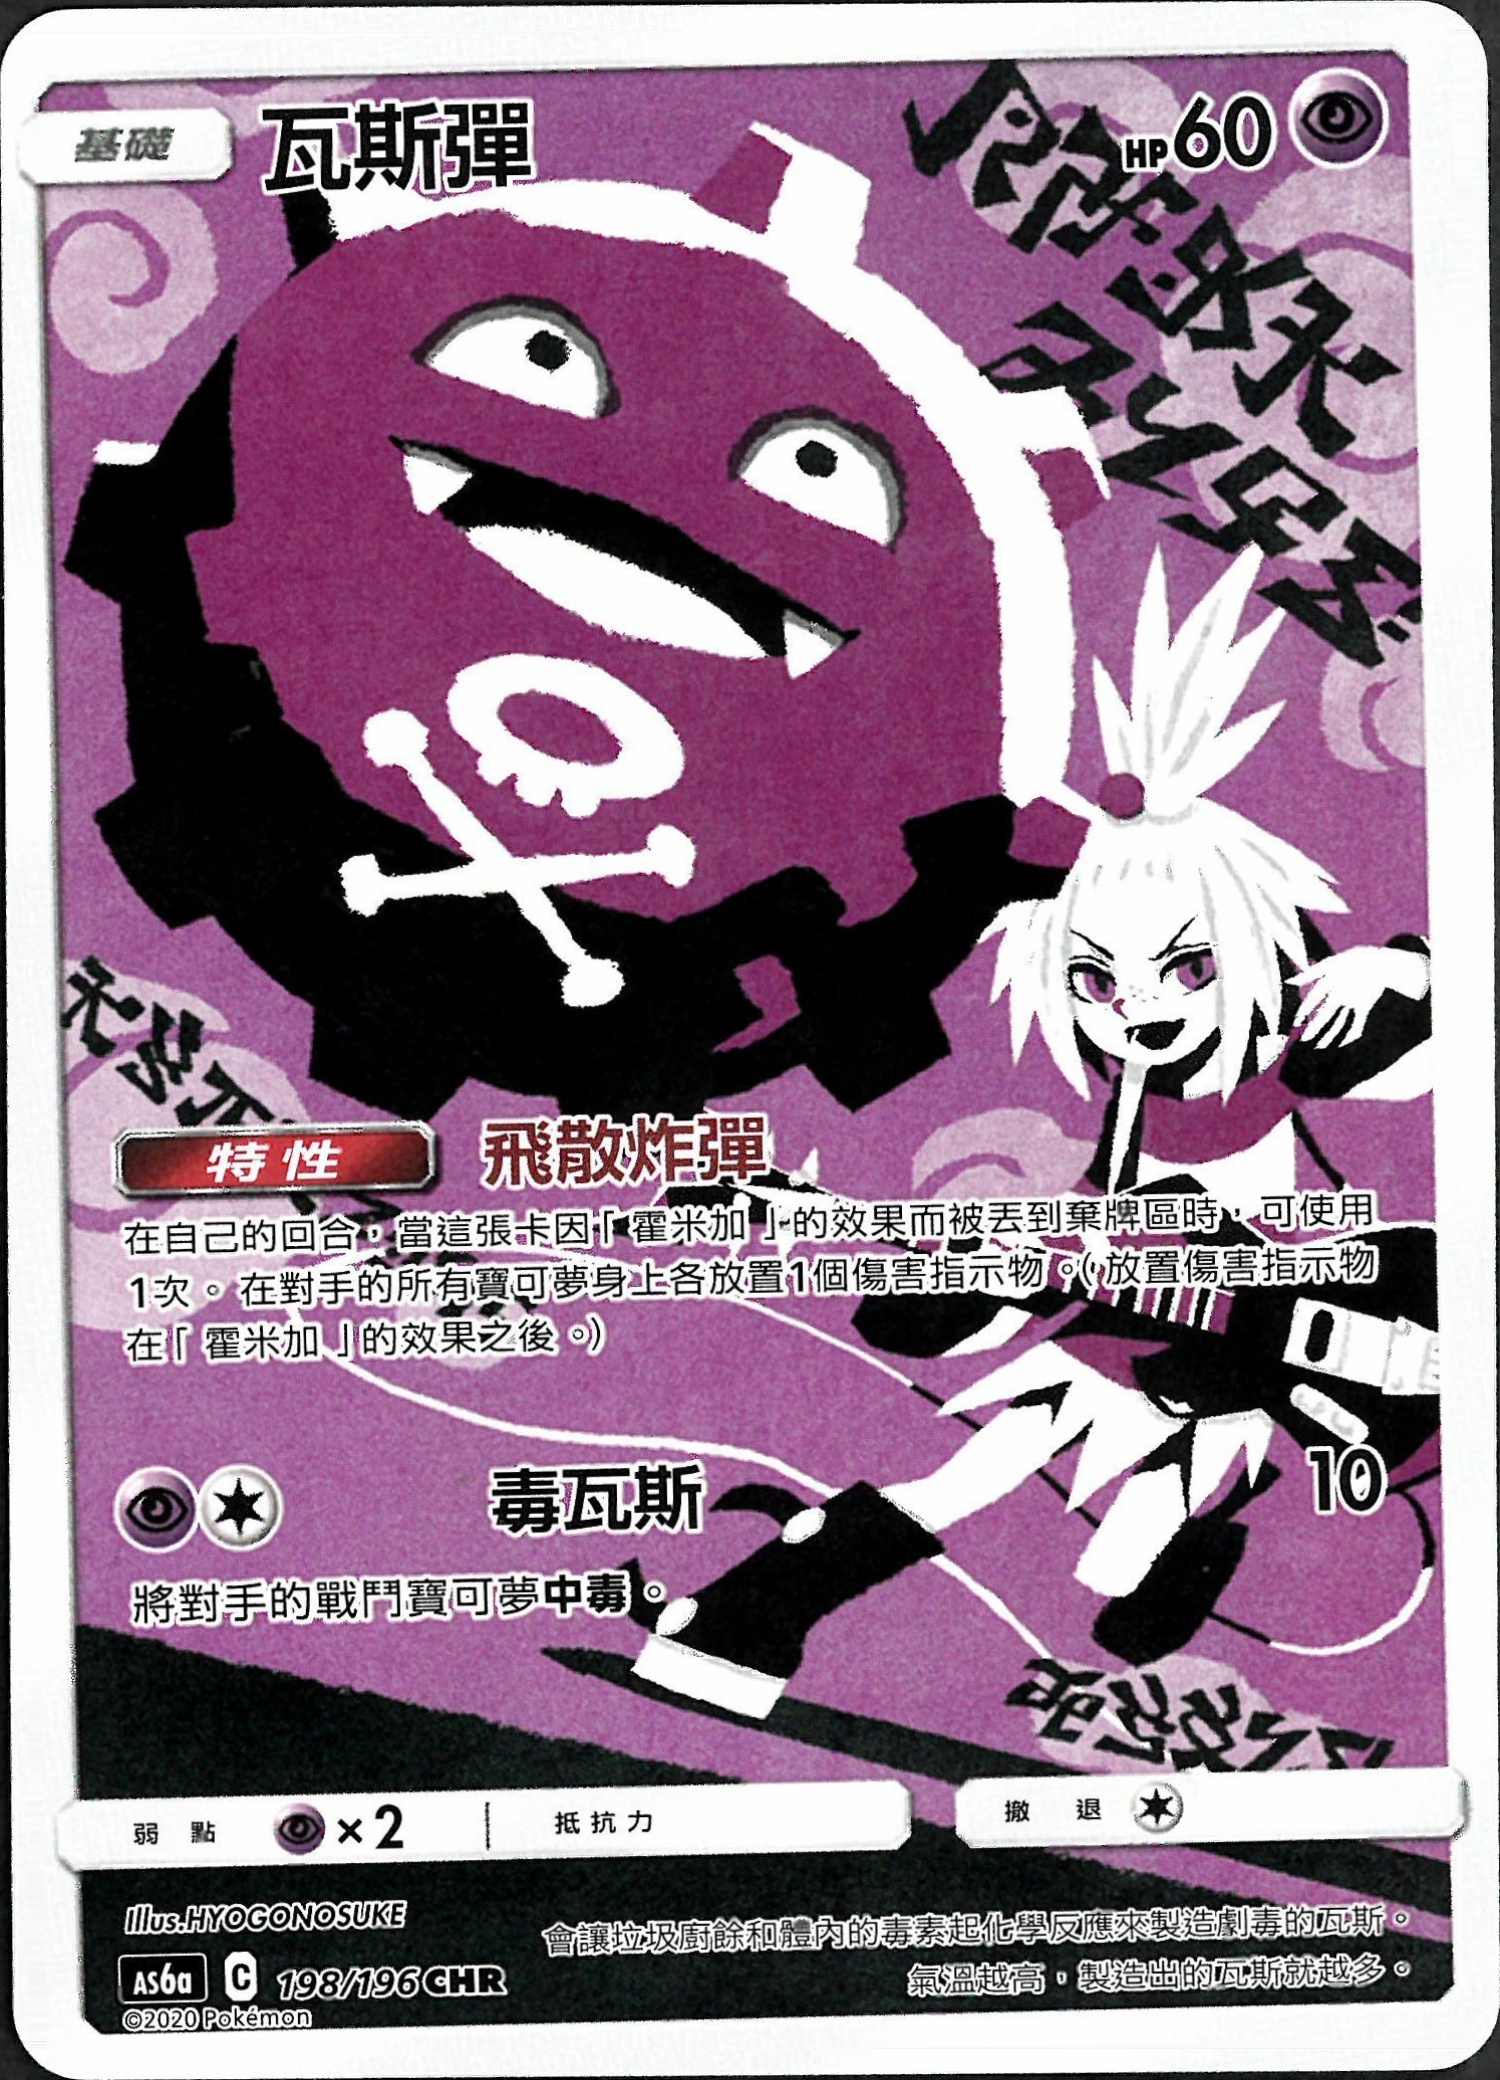 基礎
瓦斯彈
HP60
特性 飛散炸彈
在自己的回合,當這張卡因「霍米加」的效果而被丟到棄牌區時,可使用
1次。在對手的所有寶可夢身上各放置1個傷害指示物。(放置傷害指示物
在「霍米加」的效果之後。)
毒瓦斯 10
將對手的戰鬥寶可夢中毒。
弱點 ×2 抵抗力 撤退
Illus.HYOGONOSUKE
會讓垃圾廚餘和體內的毒素起化學反應來製造劇毒的瓦斯。
氣溫越高,製造出的瓦斯就越多。
AS6a C 198/196 CHR
©2020 Pokémon